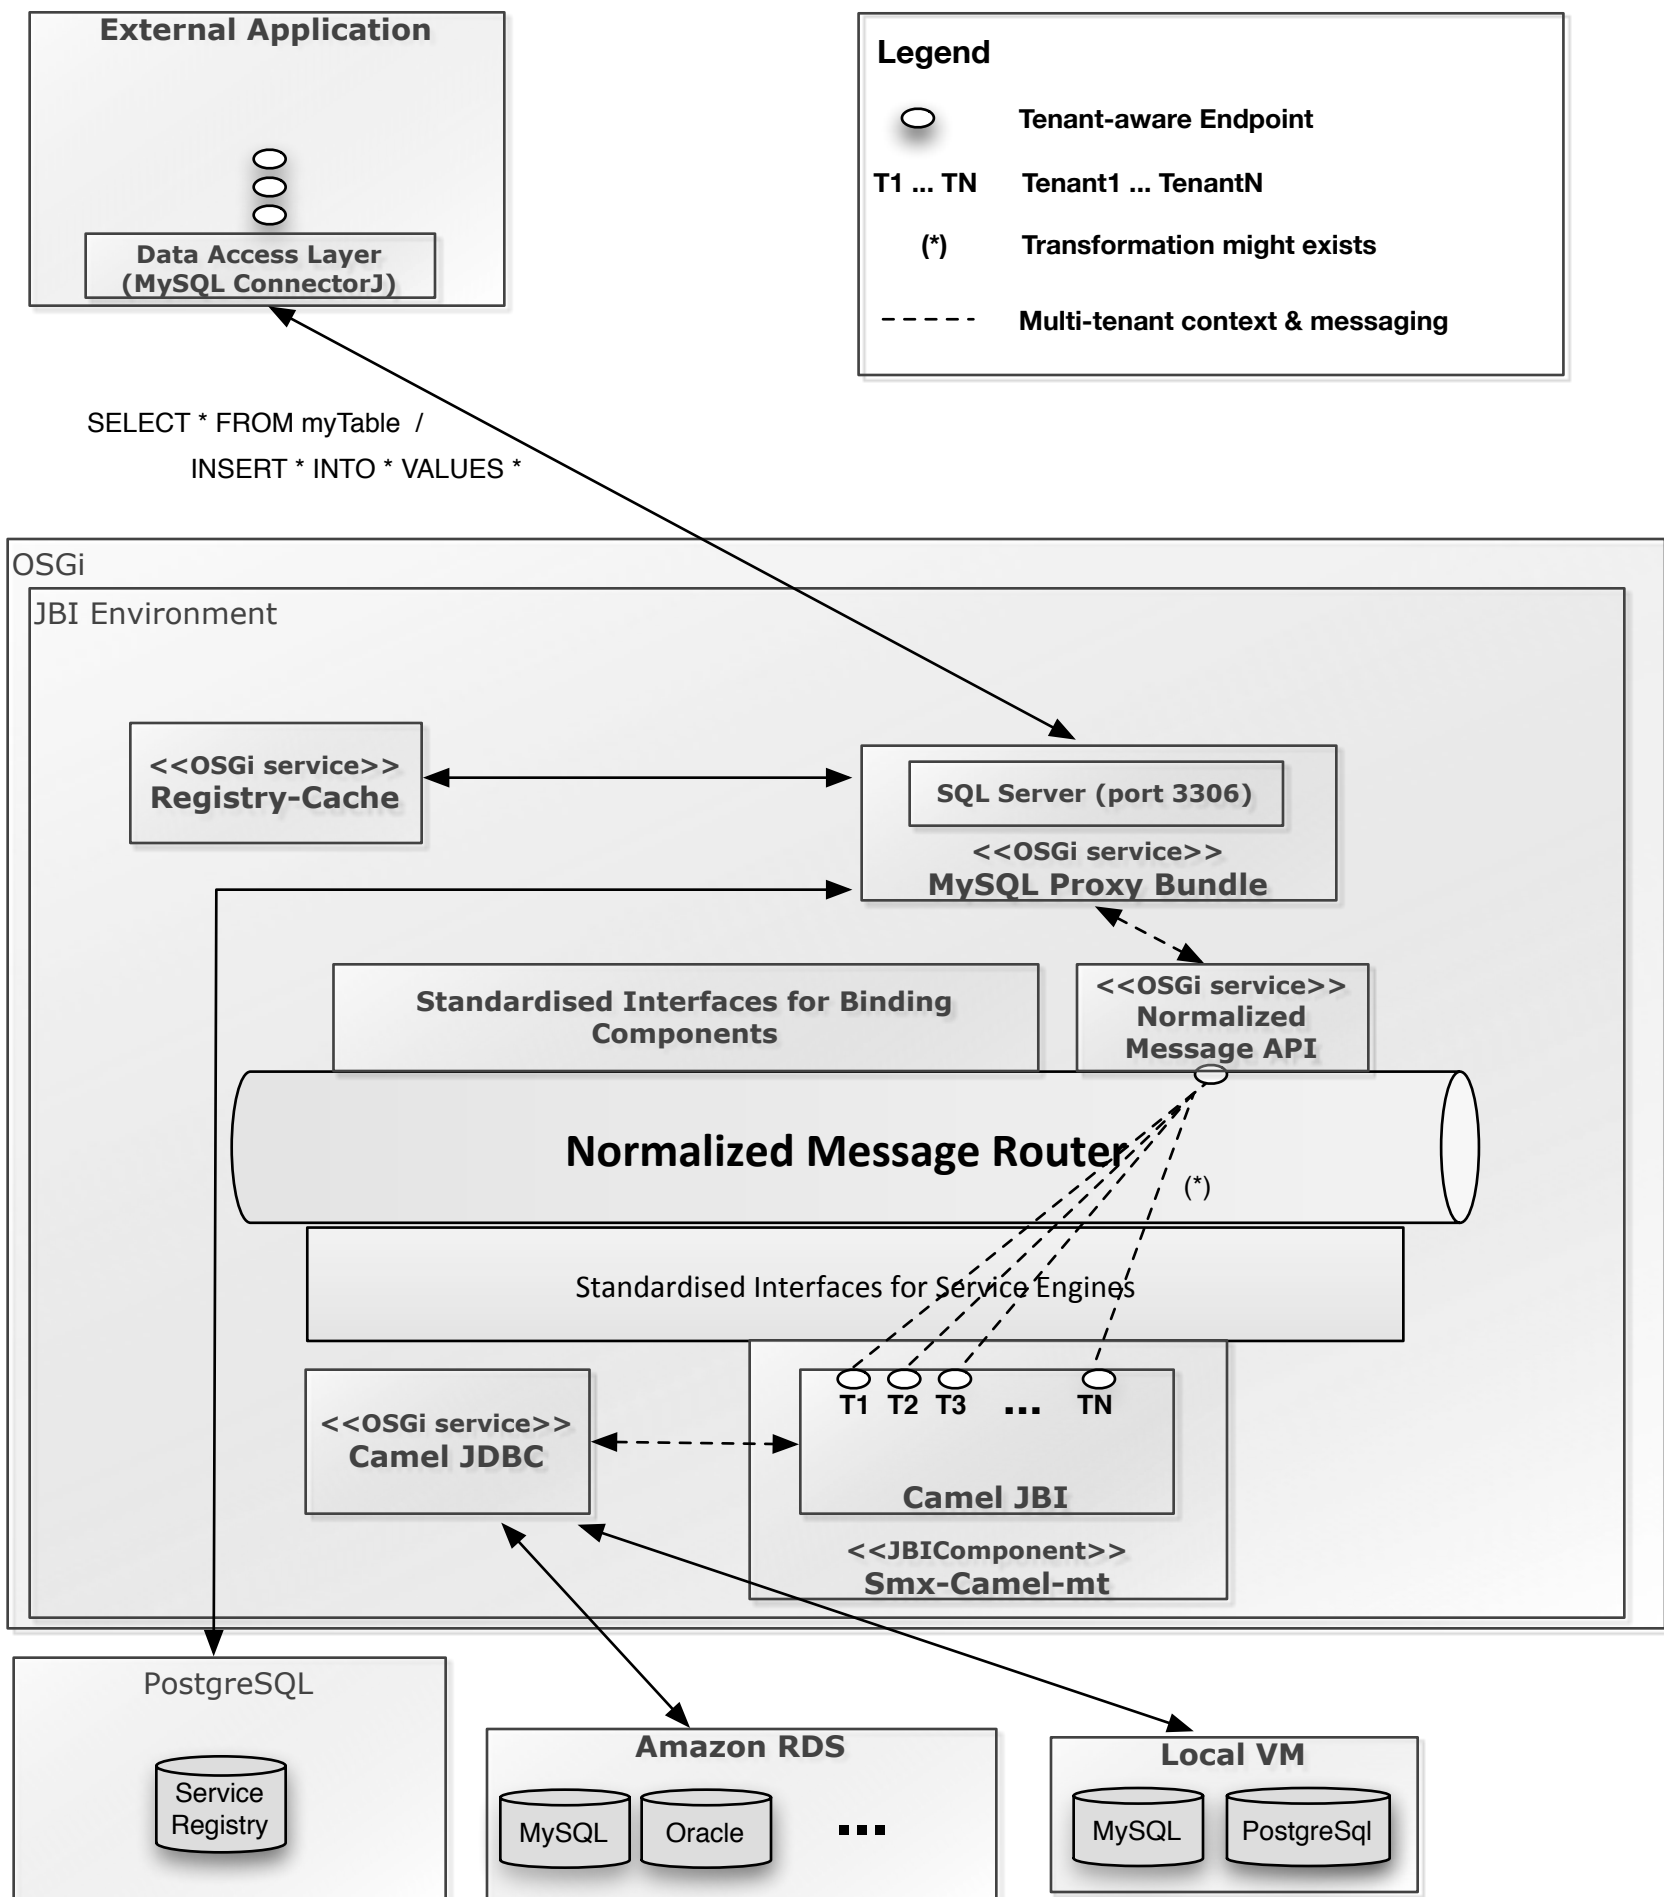 External Application
Data Access Layer
(MySQL ConnectorJ)
Legend
Tenant-aware Endpoint
T1 ... TN Tenant1 ... TenantN
(*) Transformation might exists
Multi-tenant context & messaging
SELECT * FROM myTable /
INSERT * INTO * VALUES *
OSGi
JBI Environment
<<OSGi service>>
Registry-Cache
SQL Server (port 3306)
<<OSGi service>>
MySQL Proxy Bundle
Standardised Interfaces for Binding
Components
<<OSGi service>>
Normalized
Message API
Normalized Message Router
(*)
Standardised Interfaces for Service Engines
T1 T2 T3 ... TN
<<OSGi service>>
Camel JDBC
Camel JBI
<<JBIComponent>>
Smx-Camel-mt
PostgreSQL
Service
Registry
Amazon RDS
MySQL Oracle ...
Local VM
MySQL PostgreSql